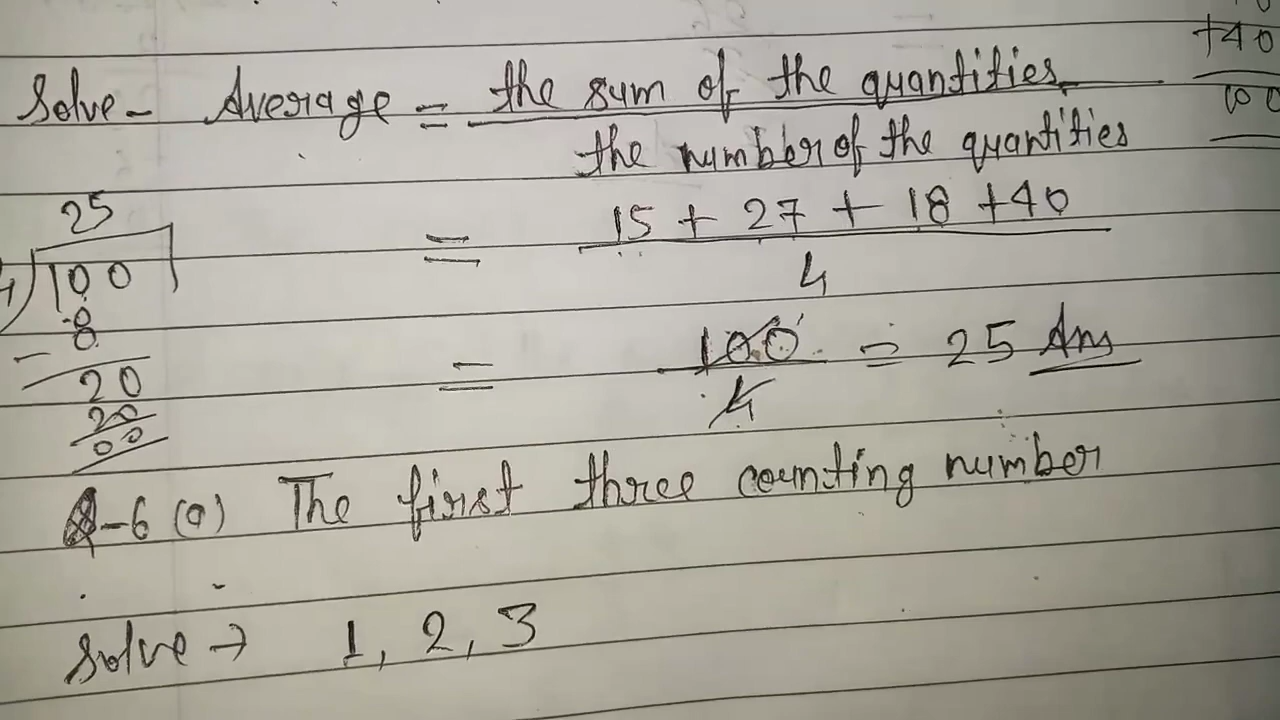 Solve - Average = the sum of the quantities
the number of the quantities
+40
100
= 15 + 27 + 18 + 40
4
25
4) 100
- 8
20
20
00
= 100 = 25 Ans
4
Q-6 (a) The first three counting number
Solve → 1, 2, 3